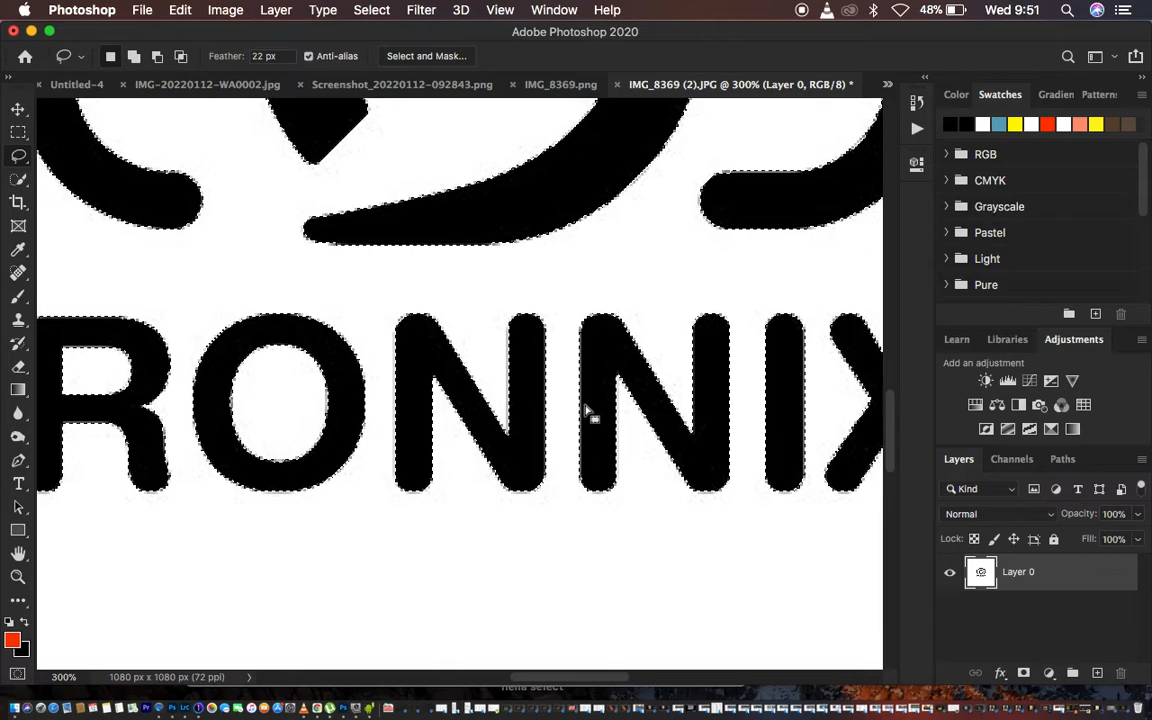 Photoshop File Edit Image Layer Type Select Filter 3D View Window Help 48% Wed 9:51
Adobe Photoshop 2020
Feather: 22 px Anti-alias Select and Mask...
Untitled-4 IMG-20220112-WA0002.jpg Screenshot_20220112-092843.png IMG_8369.png IMG_8369 (2).JPG @ 300% (Layer 0, RGB/8) *
Color Swatches Gradien Patterns
RGB
CMYK
Grayscale
Pastel
Light
Pure
Learn Libraries Adjustments
Add an adjustment
Layers Channels Paths
Kind
Normal Opacity: 100%
Lock: Fill: 100%
Layer 0
RONNIX
300% 1080 px x 1080 px (72 ppi)